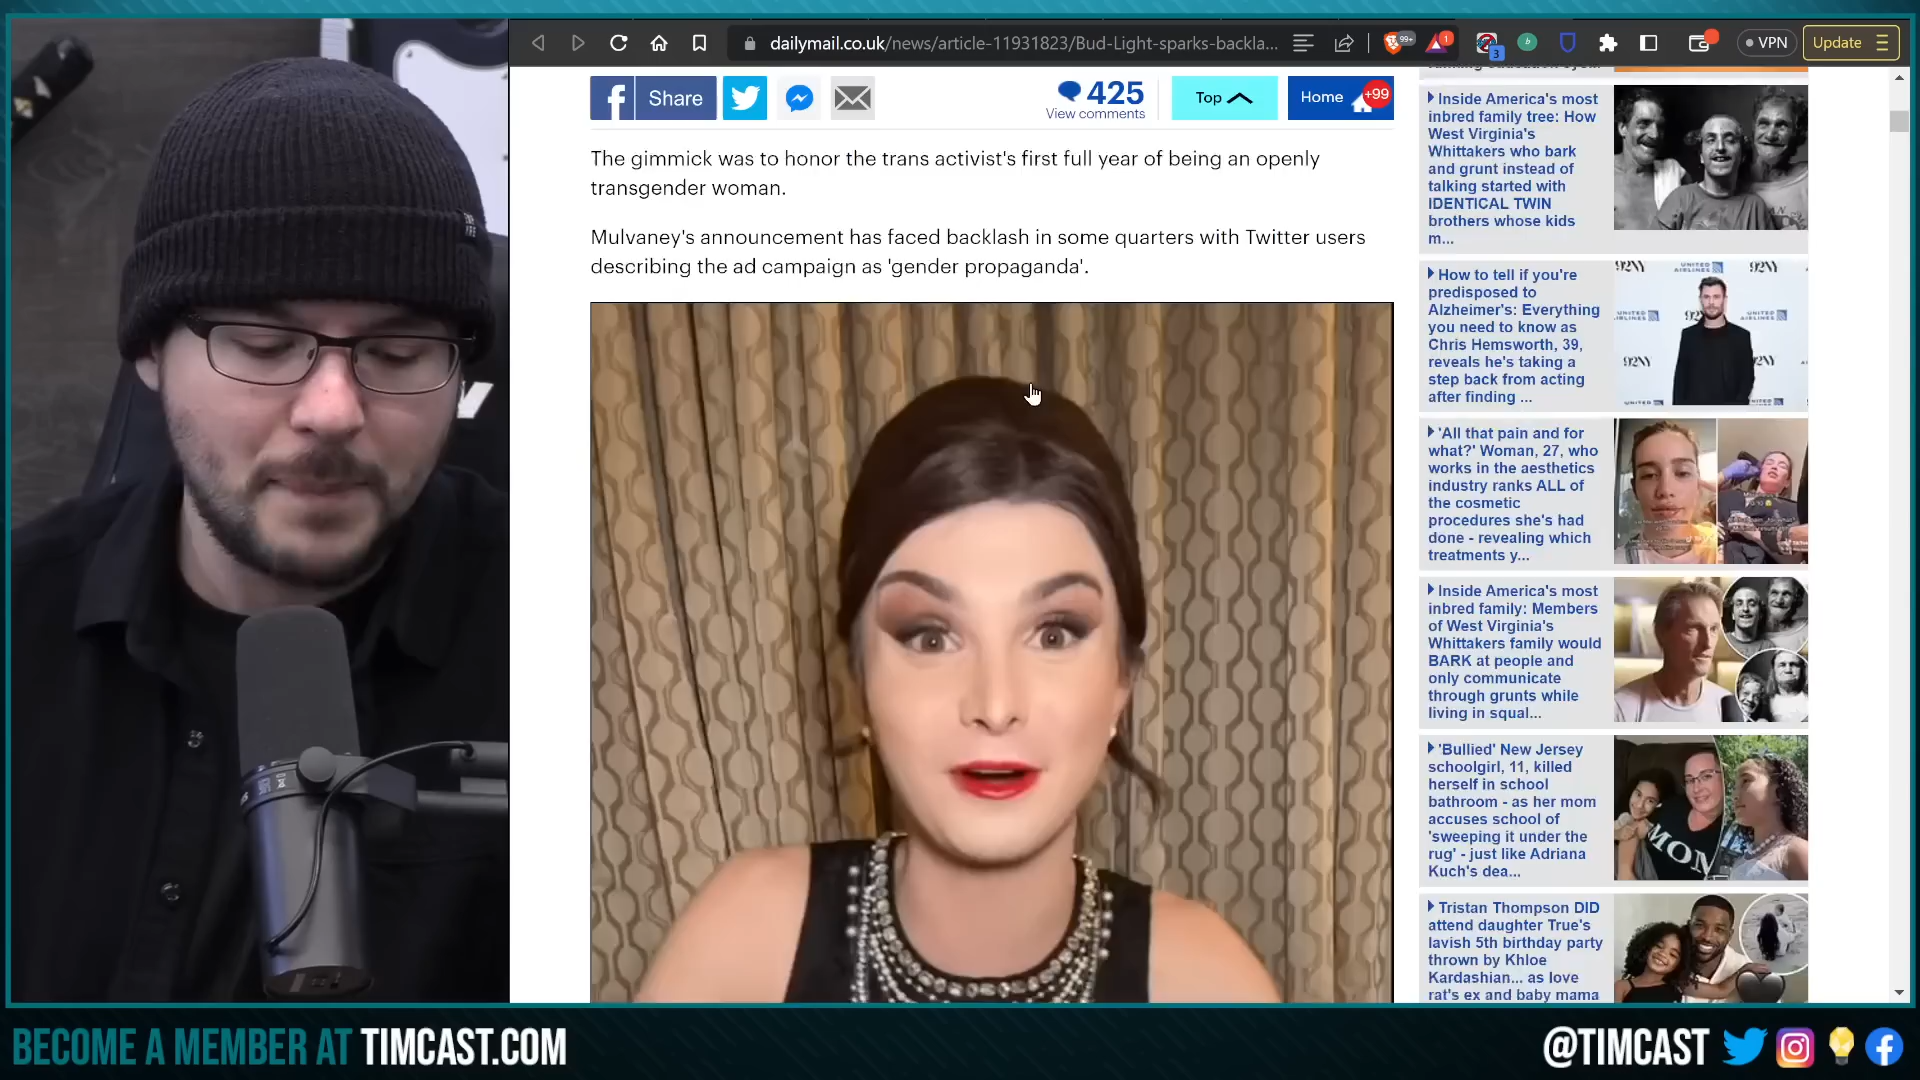 dailymail.co.uk/news/article-11931823/Bud-Light-sparks-backla...
99+
1
3
VPN
Update
Share
425
View comments
Top
Home
+99
The gimmick was to honor the trans activist's first full year of being an openly
transgender woman.
Mulvaney's announcement has faced backlash in some quarters with Twitter users
describing the ad campaign as 'gender propaganda'.
Inside America's most
inbred family tree: How
West Virginia's
Whittakers who bark
and grunt instead of
talking started with
IDENTICAL TWIN
brothers whose kids
m...
How to tell if you're
predisposed to
Alzheimer's: Everything
you need to know as
Chris Hemsworth, 39,
reveals he's taking a
step back from acting
after finding ...
92NY
UNITED
AIRLINES
92NY
'All that pain and for
what?' Woman, 27, who
works in the aesthetics
industry ranks ALL of
the cosmetic
procedures she's had
done - revealing which
treatments y...
Inside America's most
inbred family: Members
of West Virginia's
Whittakers family would
BARK at people and
only communicate
through grunts while
living in squal...
'Bullied' New Jersey
schoolgirl, 11, killed
herself in school
bathroom - as her mom
accuses school of
'sweeping it under the
rug' - just like Adriana
Kuch's dea...
MOM
Tristan Thompson DID
attend daughter True's
lavish 5th birthday party
thrown by Khloe
Kardashian... as love
rat's ex and baby mama
BECOME A MEMBER AT TIMCAST.COM
@TIMCAST